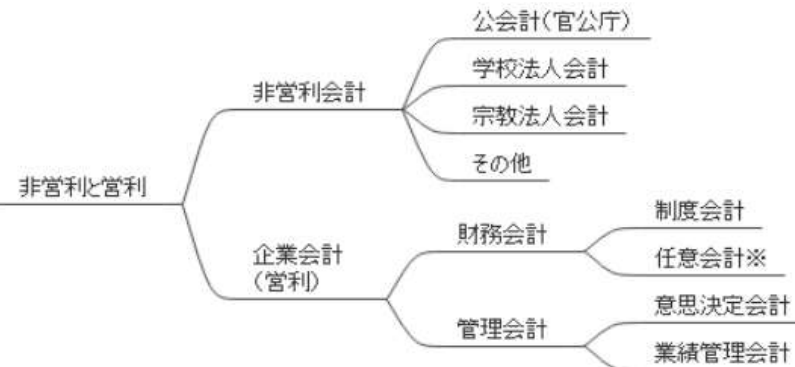 非営利と営利
非営利会計
公会計(官公庁)
学校法人会計
宗教法人会計
その他
企業会計
(営利)
財務会計
制度会計
任意会計※
管理会計
意思決定会計
業績管理会計